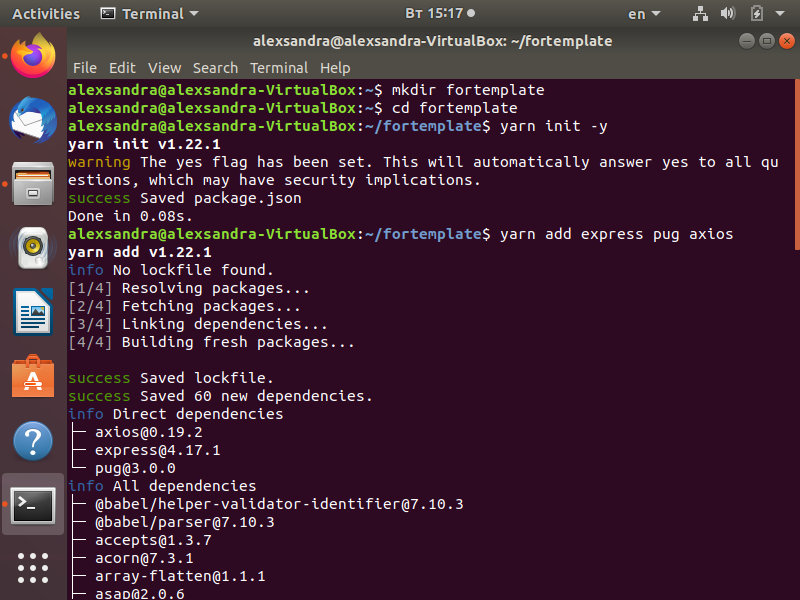 Activities Terminal Вт 15:17 en
alexsandra@alexsandra-VirtualBox: ~/fortemplate
File Edit View Search Terminal Help
alexsandra@alexsandra-VirtualBox:~$ mkdir fortemplate
alexsandra@alexsandra-VirtualBox:~$ cd fortemplate
alexsandra@alexsandra-VirtualBox:~/fortemplate$ yarn init -y
yarn init v1.22.1
warning The yes flag has been set. This will automatically answer yes to all qu
estions, which may have security implications.
success Saved package.json
Done in 0.08s.
alexsandra@alexsandra-VirtualBox:~/fortemplate$ yarn add express pug axios
yarn add v1.22.1
info No lockfile found.
[1/4] Resolving packages...
[2/4] Fetching packages...
[3/4] Linking dependencies...
[4/4] Building fresh packages...
success Saved lockfile.
success Saved 60 new dependencies.
info Direct dependencies
├─ axios@0.19.2
├─ express@4.17.1
└─ pug@3.0.0
info All dependencies
├─ @babel/helper-validator-identifier@7.10.3
├─ @babel/parser@7.10.3
├─ accepts@1.3.7
├─ acorn@7.3.1
├─ array-flatten@1.1.1
├─ asap@2.0.6